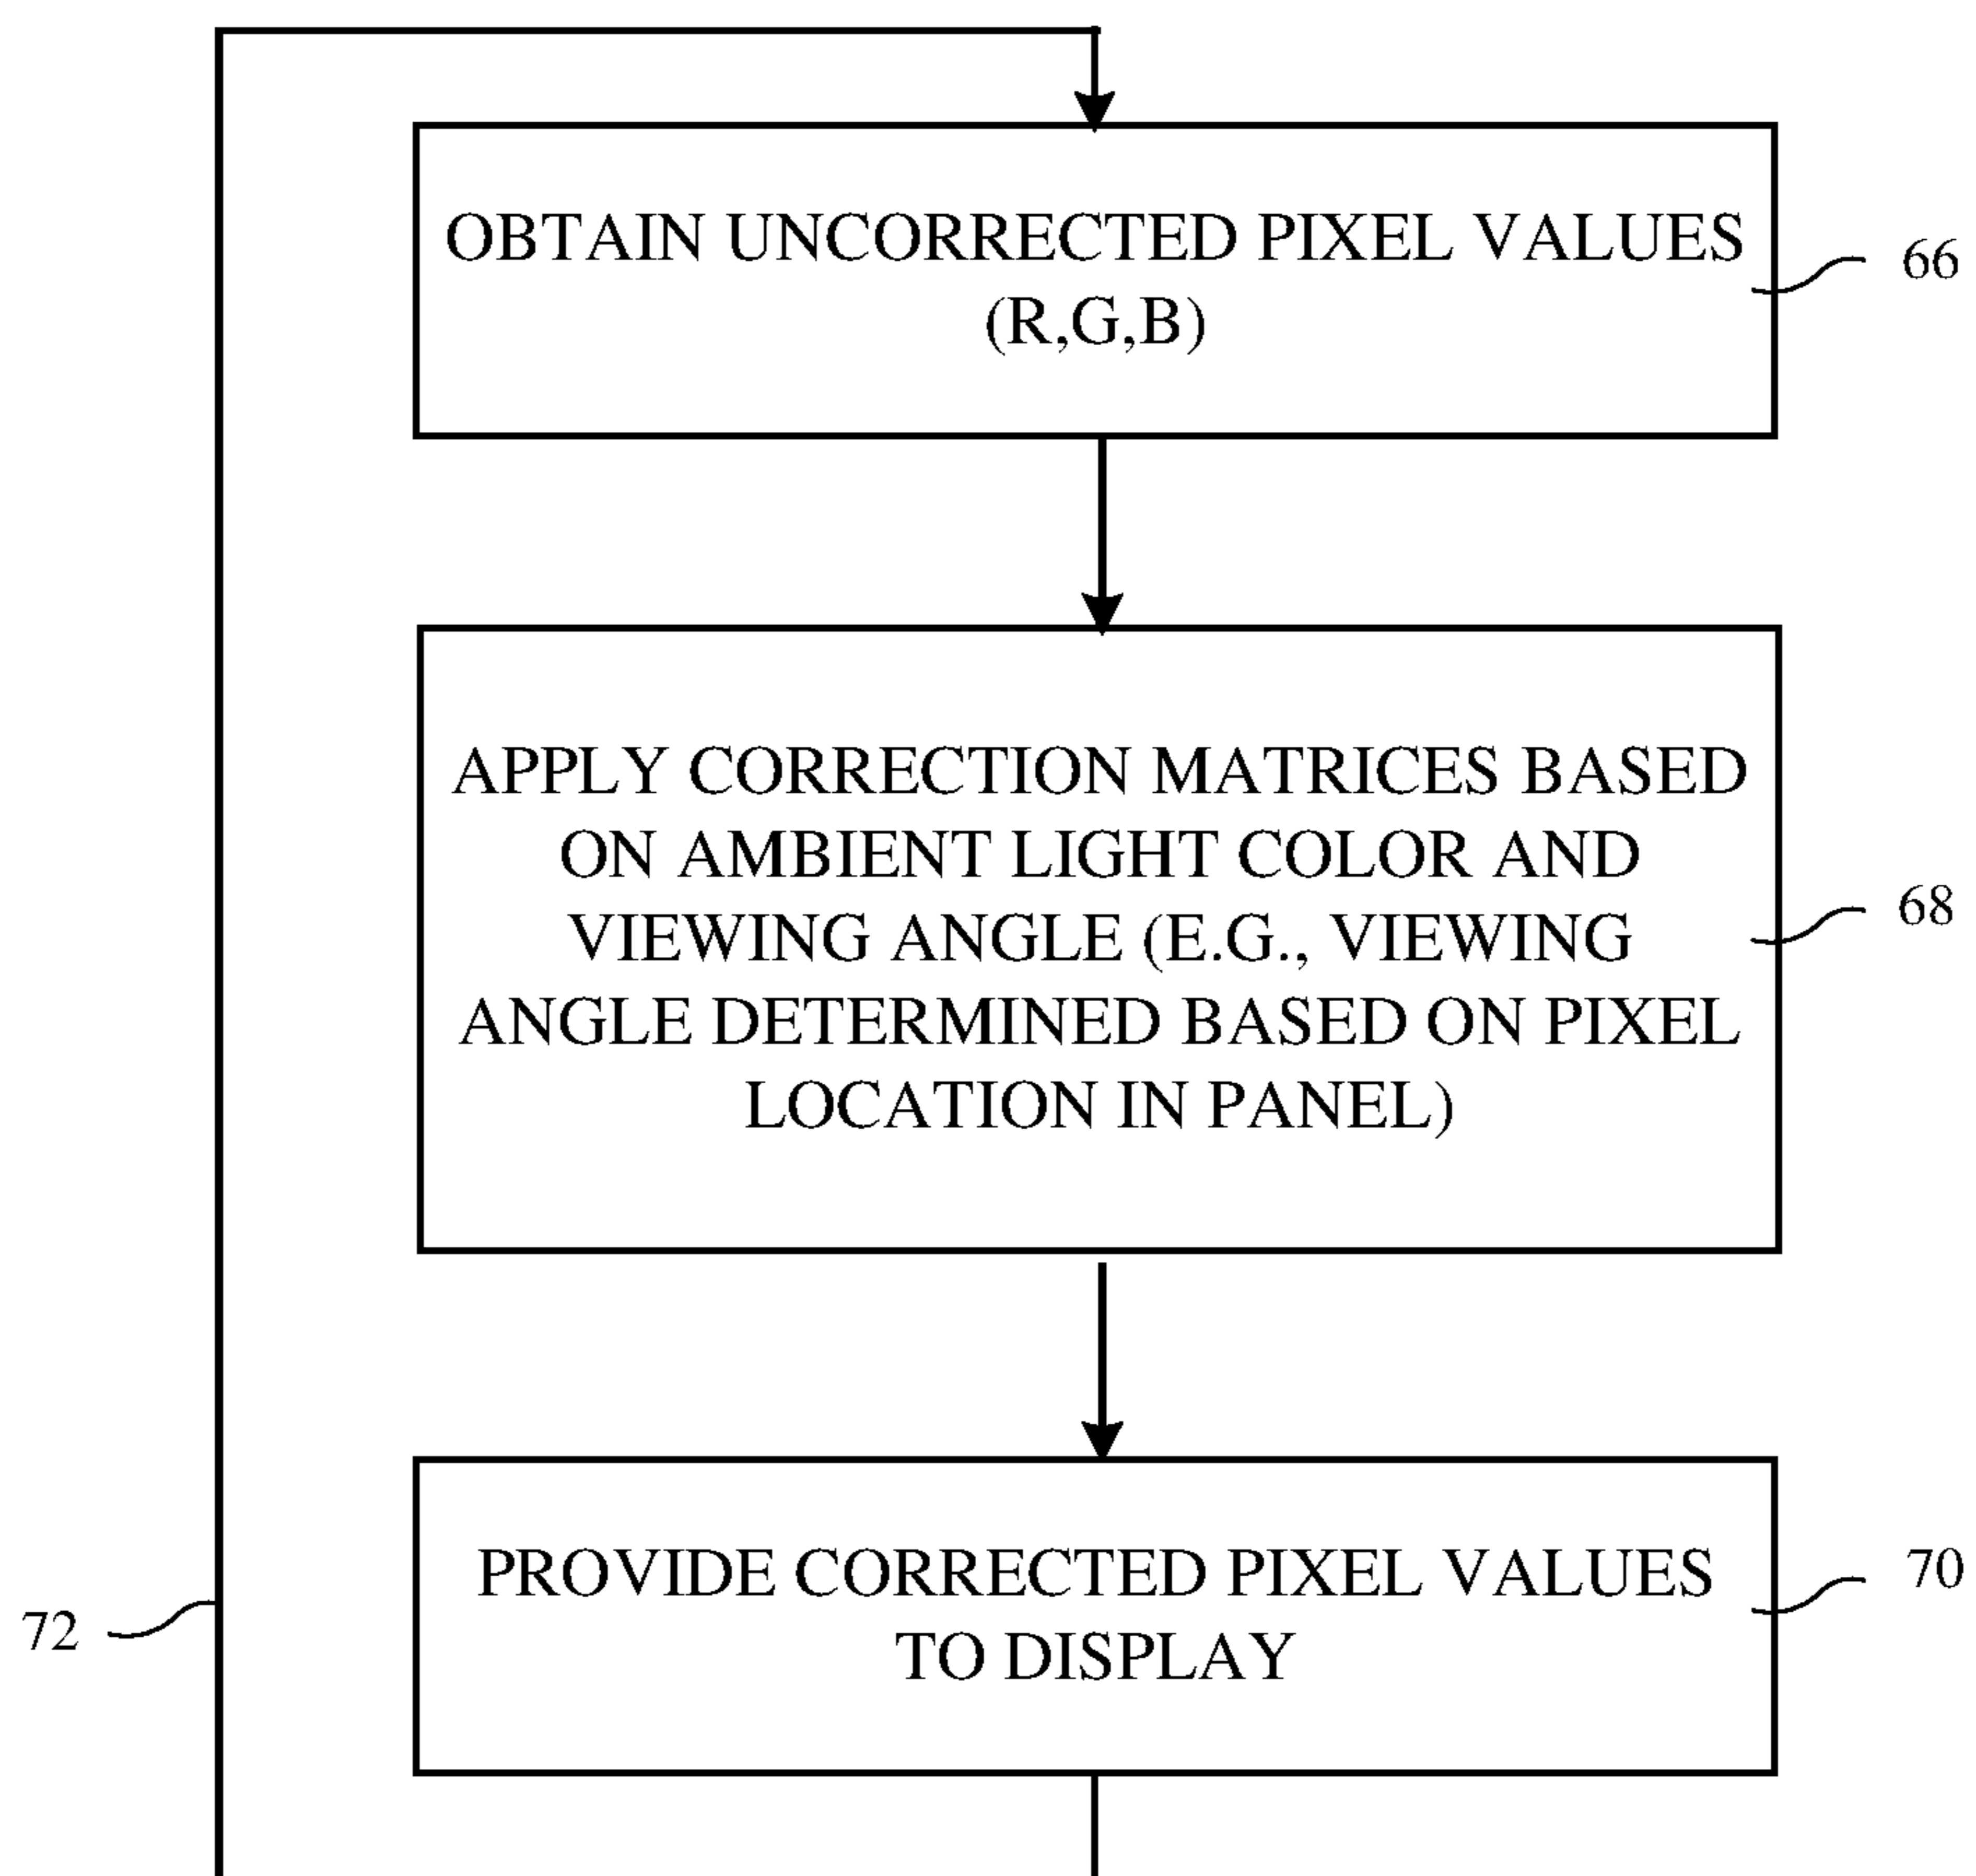 OBTAIN UNCORRECTED PIXEL VALUES
(R,G,B)
66
APPLY CORRECTION MATRICES BASED
ON AMBIENT LIGHT COLOR AND
VIEWING ANGLE (E.G., VIEWING
ANGLE DETERMINED BASED ON PIXEL
LOCATION IN PANEL)
68
PROVIDE CORRECTED PIXEL VALUES
TO DISPLAY
70
72